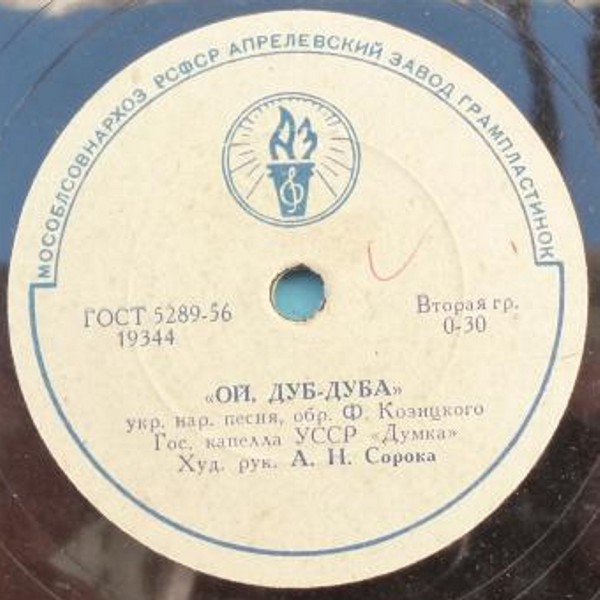 МОСОБЛСОВНАРХОЗ РСФСР АПРЕЛЕВСКИЙ ЗАВОД ГРАМПЛАСТИНОК
АЗ
ГОСТ 5289-56
19344
Вторая гр.
0-30
«ОЙ, ДУБ-ДУБА»
укр. нар. песня, обр. Ф. Козицкого
Гос. капелла УССР «Думка»
Худ. рук. А. Н. Сорока